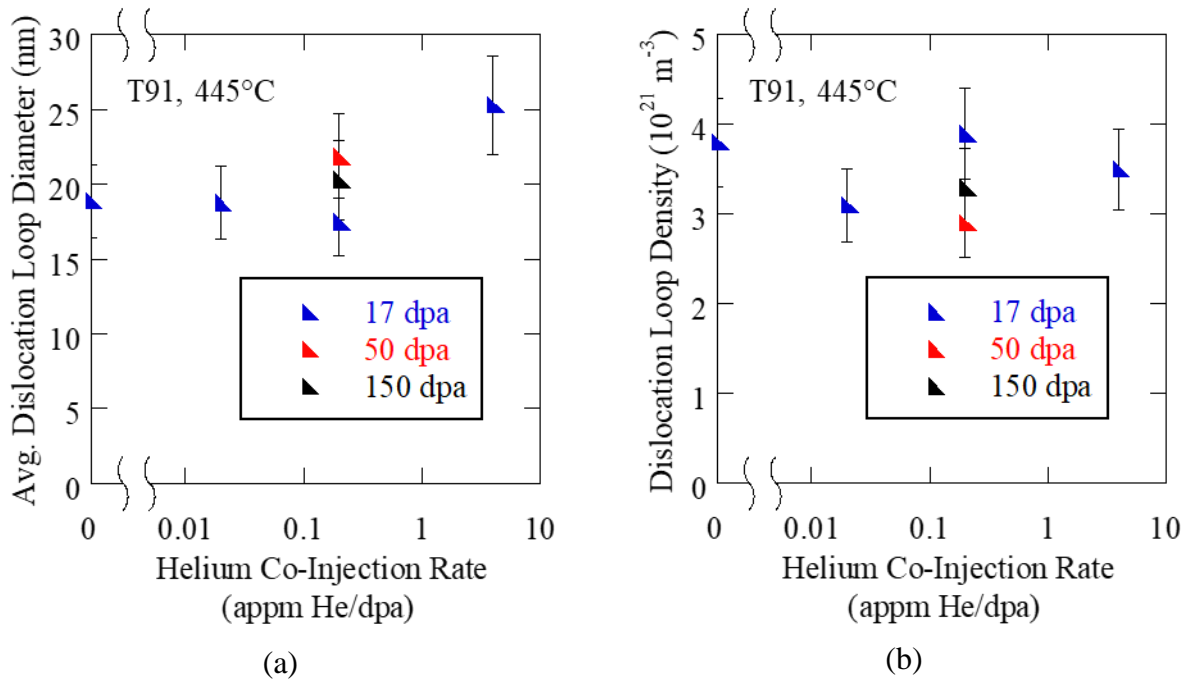 Avg. Dislocation Loop Diameter (nm)
30
25
20
15
10
5
0
T91, 445°C
17 dpa
50 dpa
150 dpa
0 0.01 0.1 1 10
Helium Co-Injection Rate
(appm He/dpa)
(a)
Dislocation Loop Density (10²¹ m⁻³)
5
4
3
2
1
0
T91, 445°C
17 dpa
50 dpa
150 dpa
0 0.01 0.1 1 10
Helium Co-Injection Rate
(appm He/dpa)
(b)